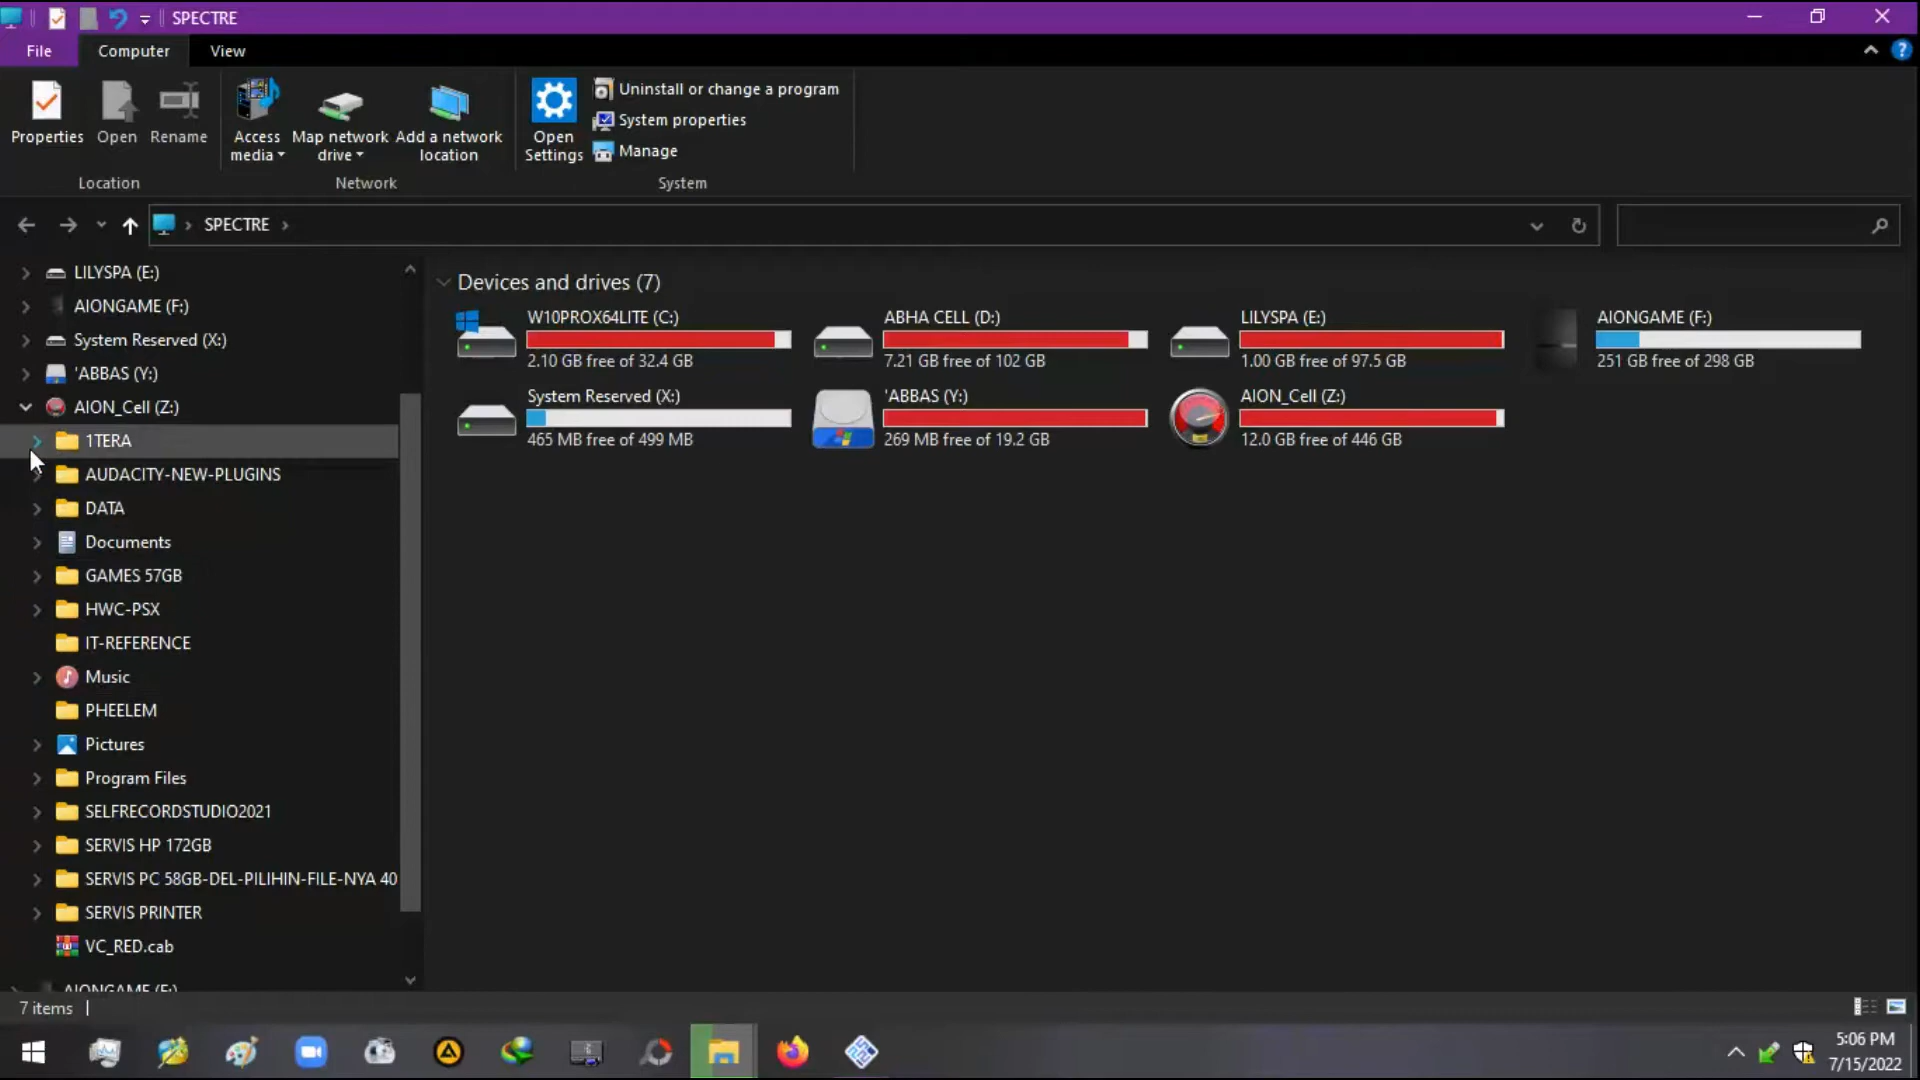 SPECTRE
File
Computer
View
Properties
Open
Rename
Access
media
Map network
drive
Add a network
location
Open
Settings
Uninstall or change a program
System properties
Manage
Location
Network
System
SPECTRE
LILYSPA (E:)
AIONGAME (F:)
System Reserved (X:)
'ABBAS (Y:)
AION_Cell (Z:)
1TERA
AUDACITY-NEW-PLUGINS
DATA
Documents
GAMES 57GB
HWC-PSX
IT-REFERENCE
Music
PHEELEM
Pictures
Program Files
SELFRECORDSTUDIO2021
SERVIS HP 172GB
SERVIS PC 58GB-DEL-PILIHIN-FILE-NYA 40
SERVIS PRINTER
VC_RED.cab
AIONGAME (F:)
Devices and drives (7)
W10PROX64LITE (C:)
2.10 GB free of 32.4 GB
ABHA CELL (D:)
7.21 GB free of 102 GB
LILYSPA (E:)
1.00 GB free of 97.5 GB
AIONGAME (F:)
251 GB free of 298 GB
System Reserved (X:)
465 MB free of 499 MB
'ABBAS (Y:)
269 MB free of 19.2 GB
AION_Cell (Z:)
12.0 GB free of 446 GB
7 items
5:06 PM
7/15/2022